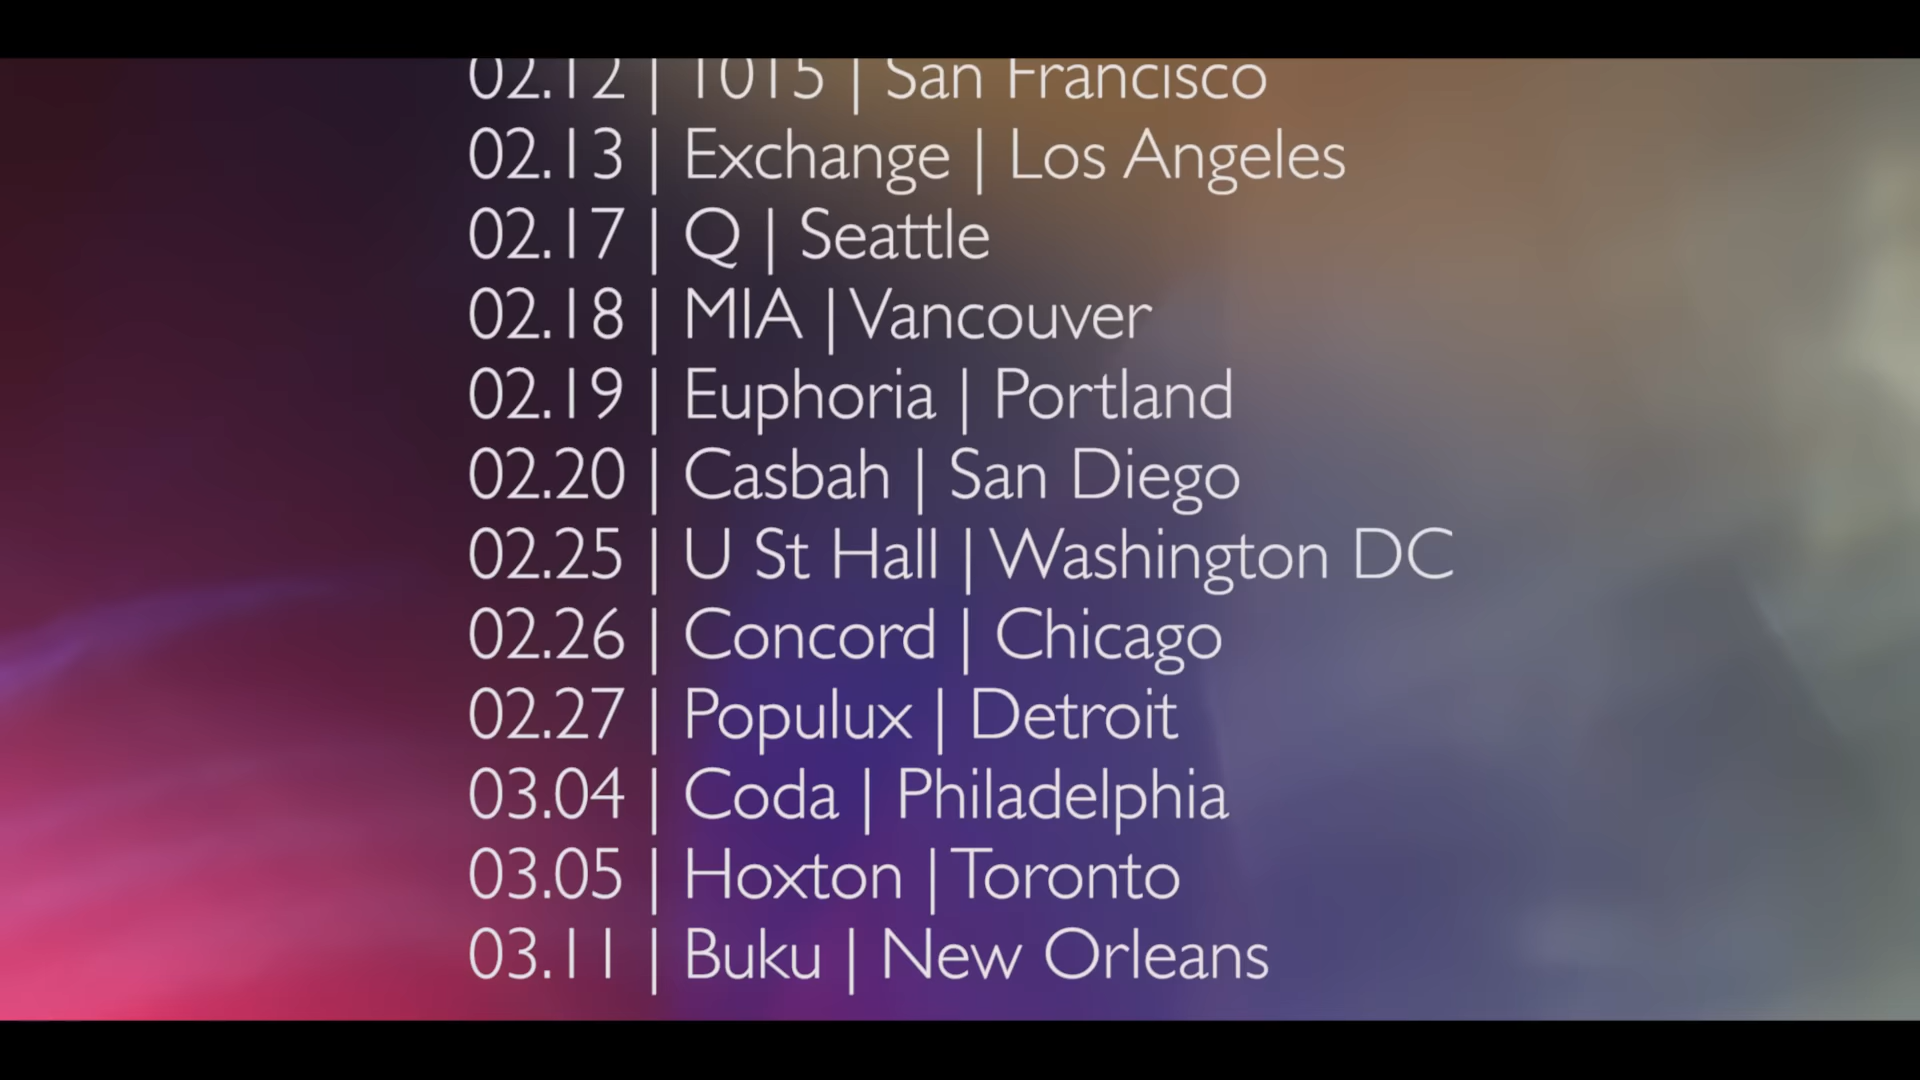 02.12 | 1015 | San Francisco
02.13 | Exchange | Los Angeles
02.17 | Q | Seattle
02.18 | MIA | Vancouver
02.19 | Euphoria | Portland
02.20 | Casbah | San Diego
02.25 | U St Hall | Washington DC
02.26 | Concord | Chicago
02.27 | Populux | Detroit
03.04 | Coda | Philadelphia
03.05 | Hoxton | Toronto
03.11 | Buku | New Orleans